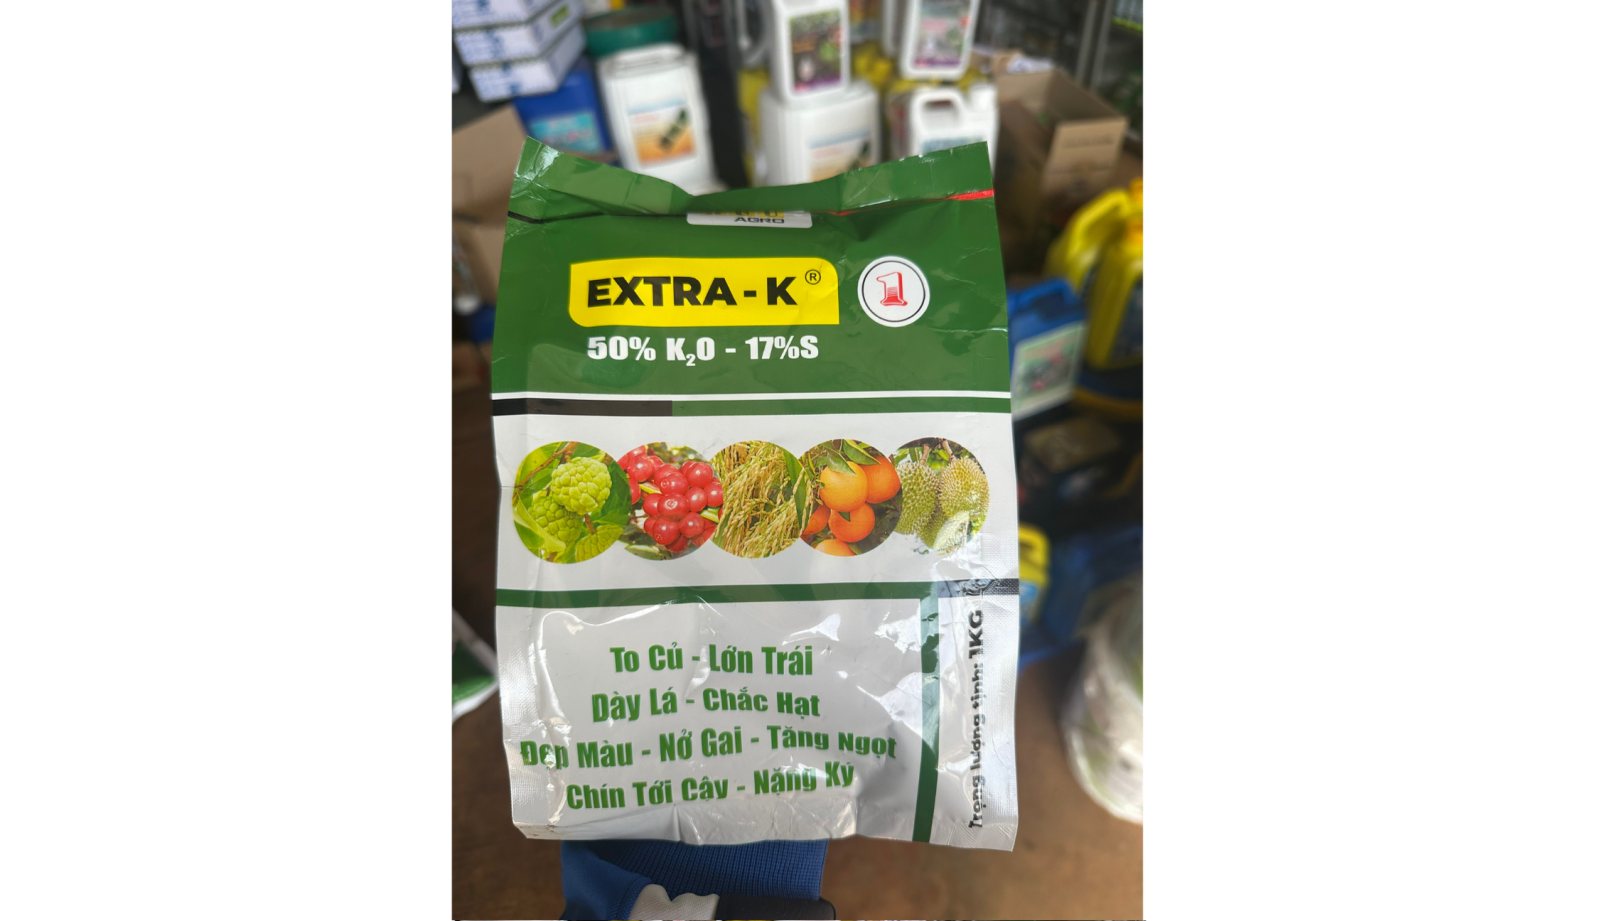 AGRO
EXTRA - K ®
1
50% K₂O - 17%S
To Củ - Lớn Trái
Dày Lá - Chắc Hạt
Đẹp Màu - Nở Gai - Tăng Ngọt
Chín Tới Cây - Nặng Ký
Trọng lượng tịnh: 1KG